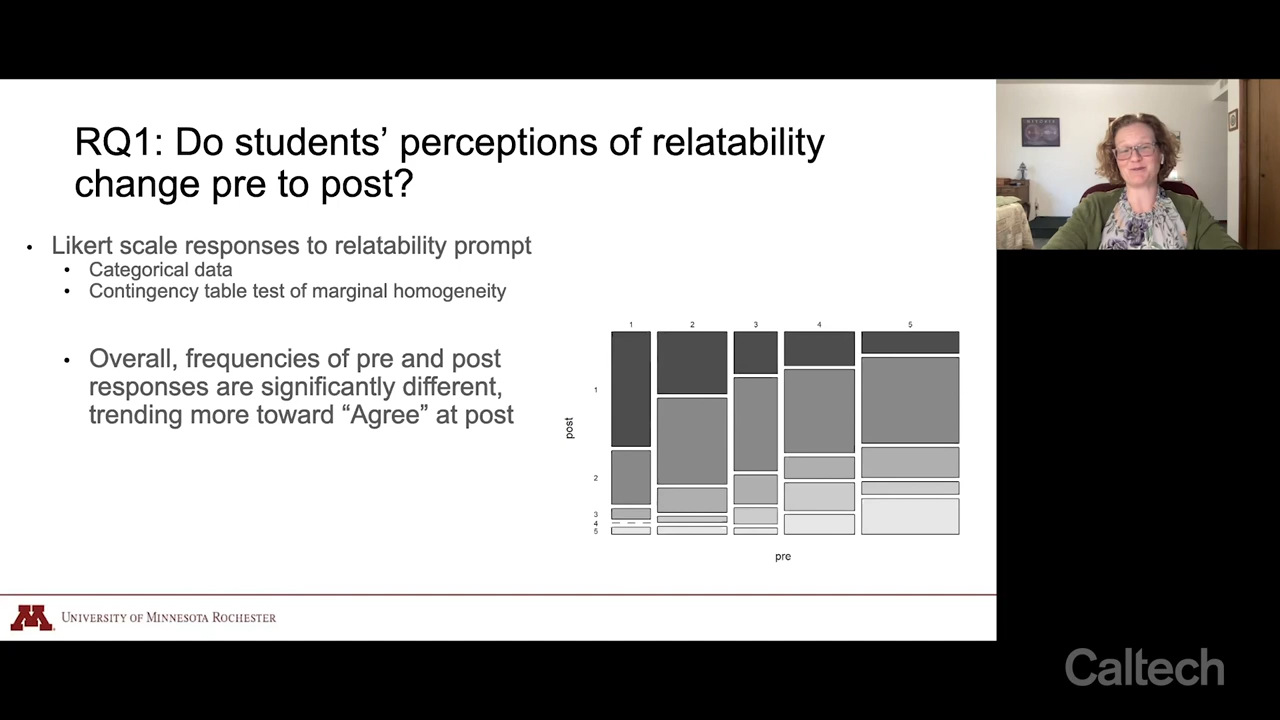 RQ1: Do students’ perceptions of relatability
change pre to post?
• Likert scale responses to relatability prompt
• Categorical data
• Contingency table test of marginal homogeneity
• Overall, frequencies of pre and post
responses are significantly different,
trending more toward “Agree” at post
1 2 3 4 5
1
post
2
3
4
5
pre
M
UNIVERSITY OF MINNESOTA ROCHESTER
Caltech